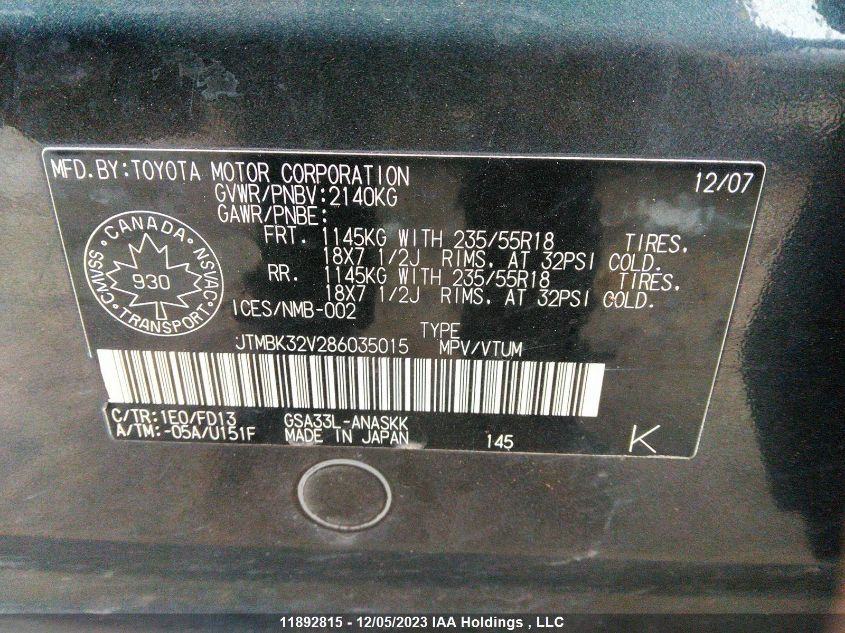 MFD.BY:TOYOTA MOTOR CORPORATION 12/07
GVWR/PNBV:2140KG
GAWR/PNBE:
FRT. 1145KG WITH 235/55R18 TIRES.
18X7 1/2J RIMS. AT 32PSI COLD.
RR. 1145KG WITH 235/55R18 TIRES.
18X7 1/2J RIMS. AT 32PSI COLD.
ICES/NMB-002
CANADA
930
TRANSPORT
CMVSS NSVAC
TYPE
JTMBK32V286035015 MPV/VTUM
C/TR:1E0/FD13 GSA33L-ANASKK
A/TM:-05A/U151F MADE IN JAPAN 145 K
11892815 - 12/05/2023 IAA Holdings , LLC